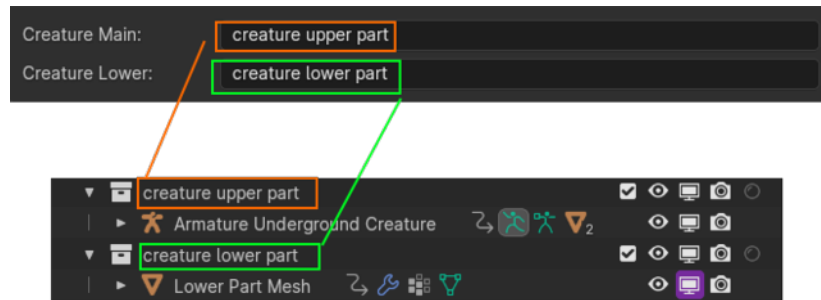 Creature Main: creature upper part
Creature Lower: creature lower part
creature upper part
Armature Underground Creature 2
creature lower part
Lower Part Mesh